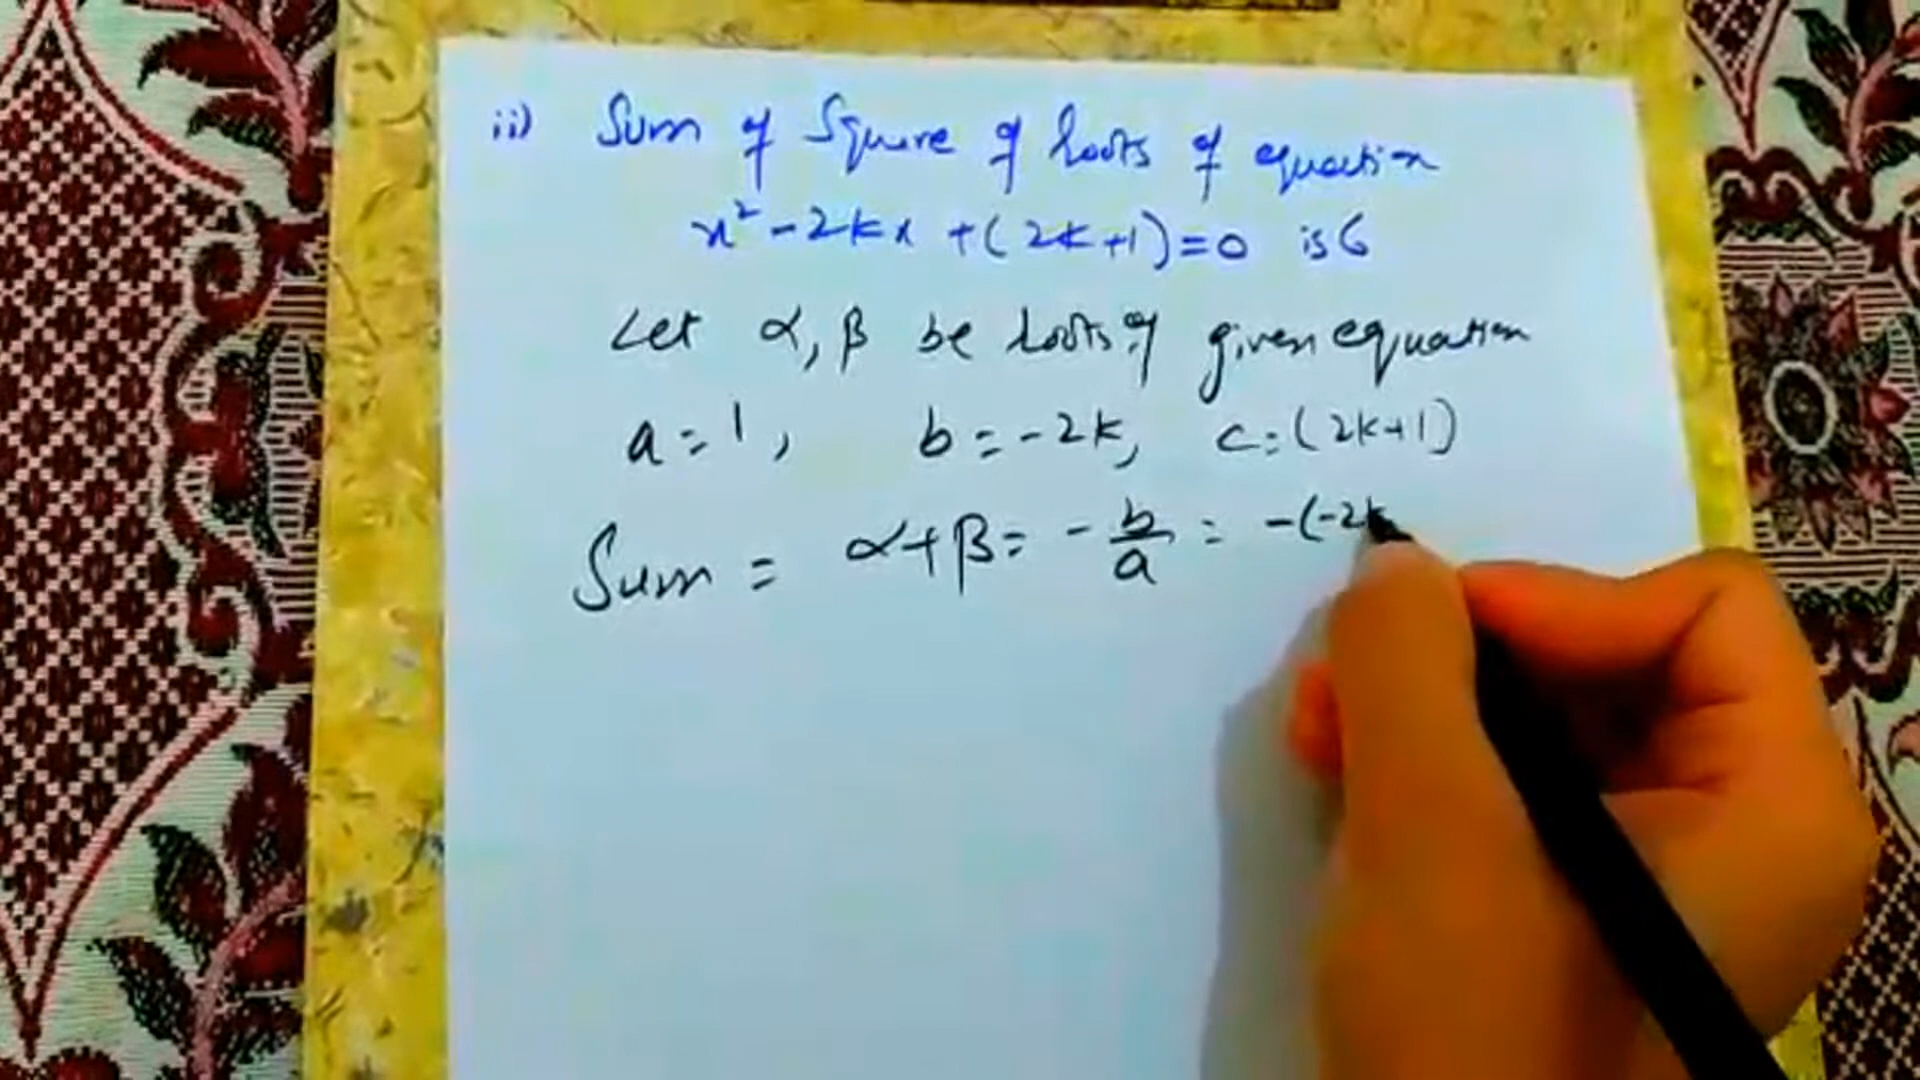 ii) Sum of Square of roots of equation
x² - 2kx + (2k+1) = 0 is 6
Let α, β be roots of given equation
a = 1, b = -2k, c = (2k+1)
Sum = α+β = - b/a = -(-2k